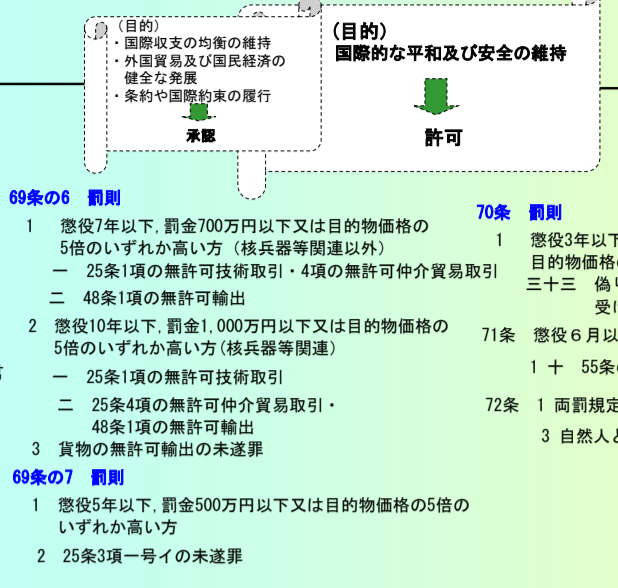 (目的)
・国際収支の均衡の維持
・外国貿易及び国民経済の
健全な発展
・条約や国際約束の履行
承認
(目的)
国際的な平和及び安全の維持
許可
69条の6 罰則
1 懲役7年以下,罰金700万円以下又は目的物価格の
5倍のいずれか高い方(核兵器等関連以外)
一 25条1項の無許可技術取引・4項の無許可仲介貿易取引
二 48条1項の無許可輸出
2 懲役10年以下,罰金1,000万円以下又は目的物価格の
5倍のいずれか高い方(核兵器等関連)
一 25条1項の無許可技術取引
二 25条4項の無許可仲介貿易取引・
48条1項の無許可輸出
3 貨物の無許可輸出の未遂罪
69条の7 罰則
1 懲役5年以下,罰金500万円以下又は目的物価格の5倍の
いずれか高い方
2 25条3項一号イの未遂罪
70条 罰則
1 懲役3年以下
目的物価格
三十三 偽り
受け
71条 懲役6月以
1 十 55条
72条 1 両罰規定
3 自然人と